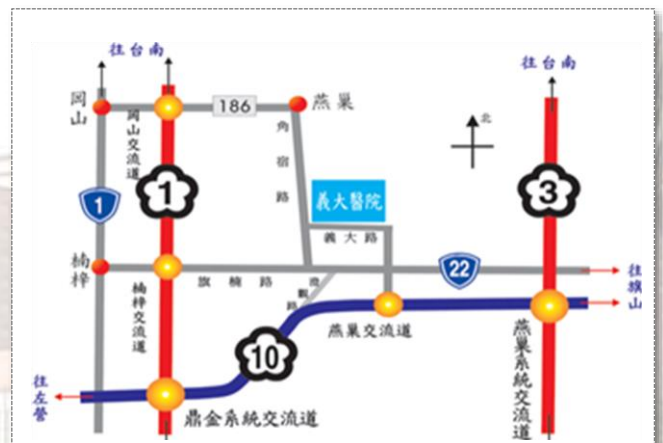 往台南
往台南
岡山
186
燕巢
岡山交流道
角宿路
北
1
1
義大醫院
3
義大路
楠梓
旗楠路
22
往旗山
楠梓交流道
燕巢交流道
10
燕巢系統交流道
往左營
鼎金系統交流道